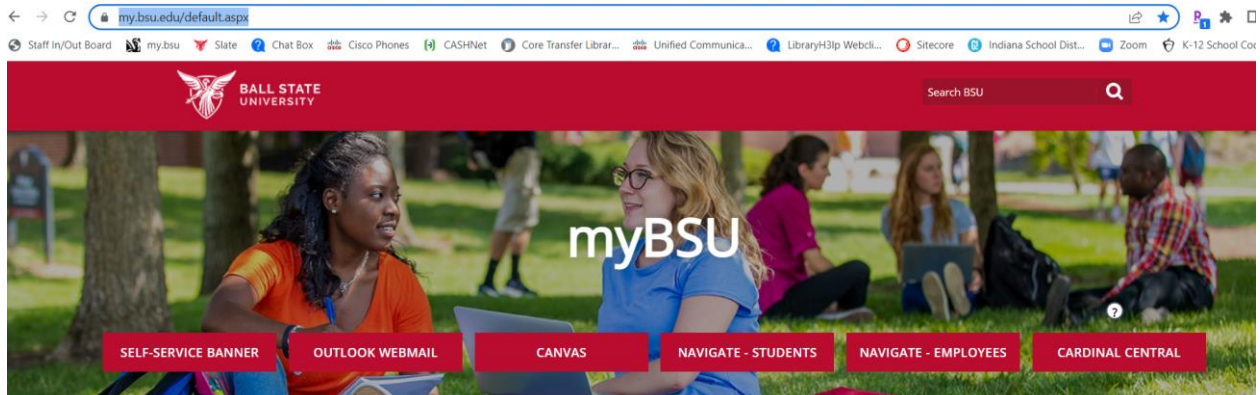 my.bsu.edu/default.aspx
Staff In/Out Board my.bsu Slate Chat Box Cisco Phones CASHNet Core Transfer Librar... Unified Communica... LibraryH3lp Webcli... Sitecore Indiana School Dist... Zoom K-12 School
BALL STATE
UNIVERSITY
Search BSU
myBSU
?
SELF-SERVICE BANNER OUTLOOK WEBMAIL CANVAS NAVIGATE - STUDENTS NAVIGATE - EMPLOYEES CARDINAL CENTRAL